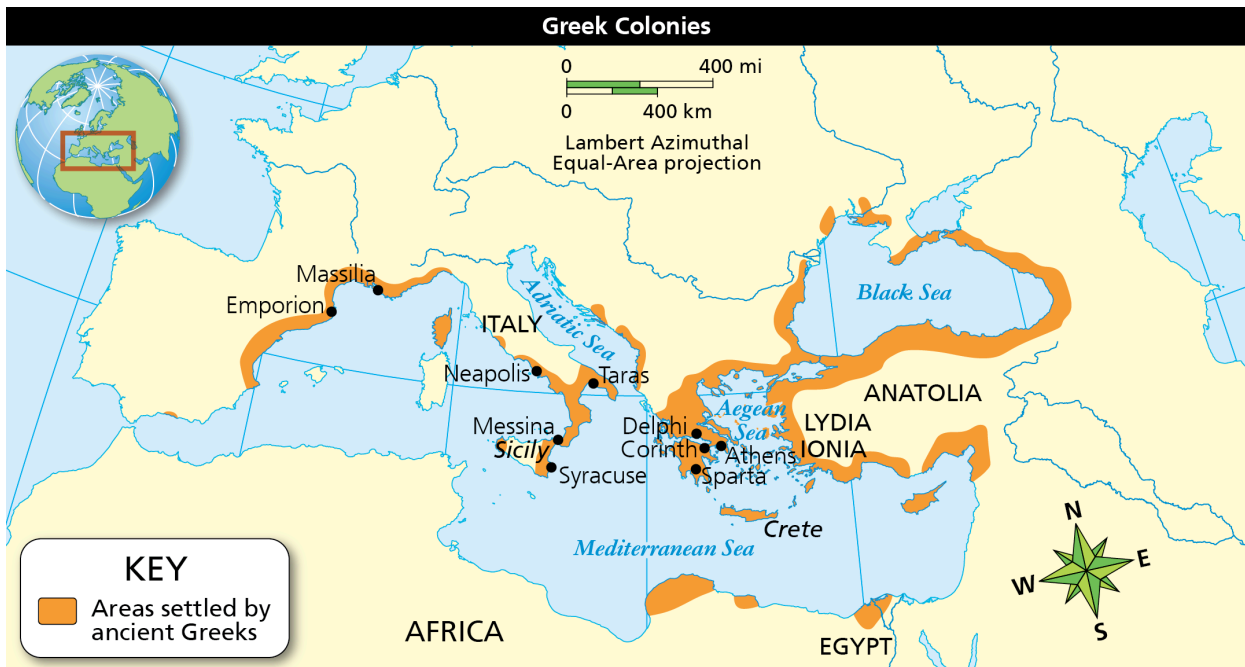 Greek Colonies
0 400 mi
0 400 km
Lambert Azimuthal
Equal-Area projection
Massilia
Emporion
Adriatic Sea
ITALY
Black Sea
Neapolis
Taras
ANATOLIA
Aegean
Sea
LYDIA
IONIA
Messina
Sicily
Syracuse
Delphi
Corinth
Athens
Sparta
Crete
Mediterranean Sea
N
E
W
S
KEY
Areas settled by
ancient Greeks
AFRICA
EGYPT